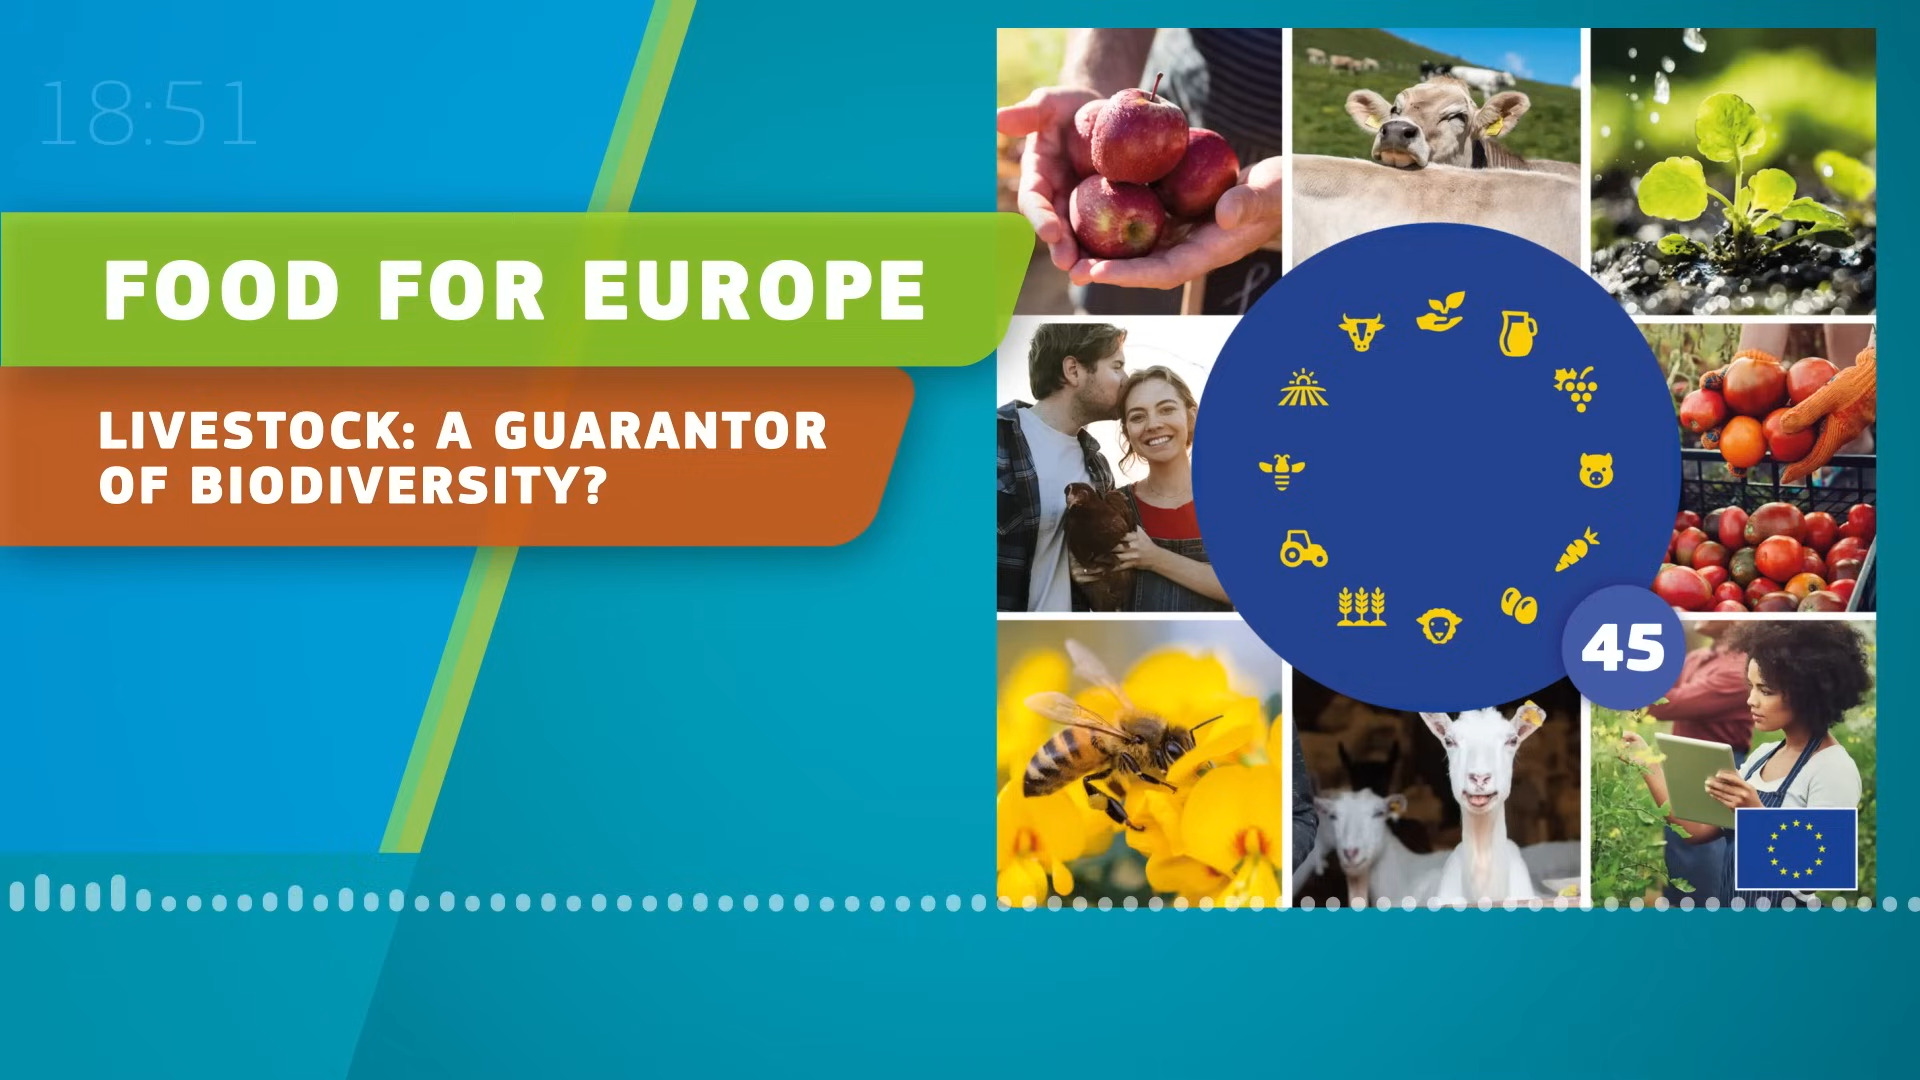 18:51
FOOD FOR EUROPE
LIVESTOCK: A GUARANTOR
OF BIODIVERSITY?
45